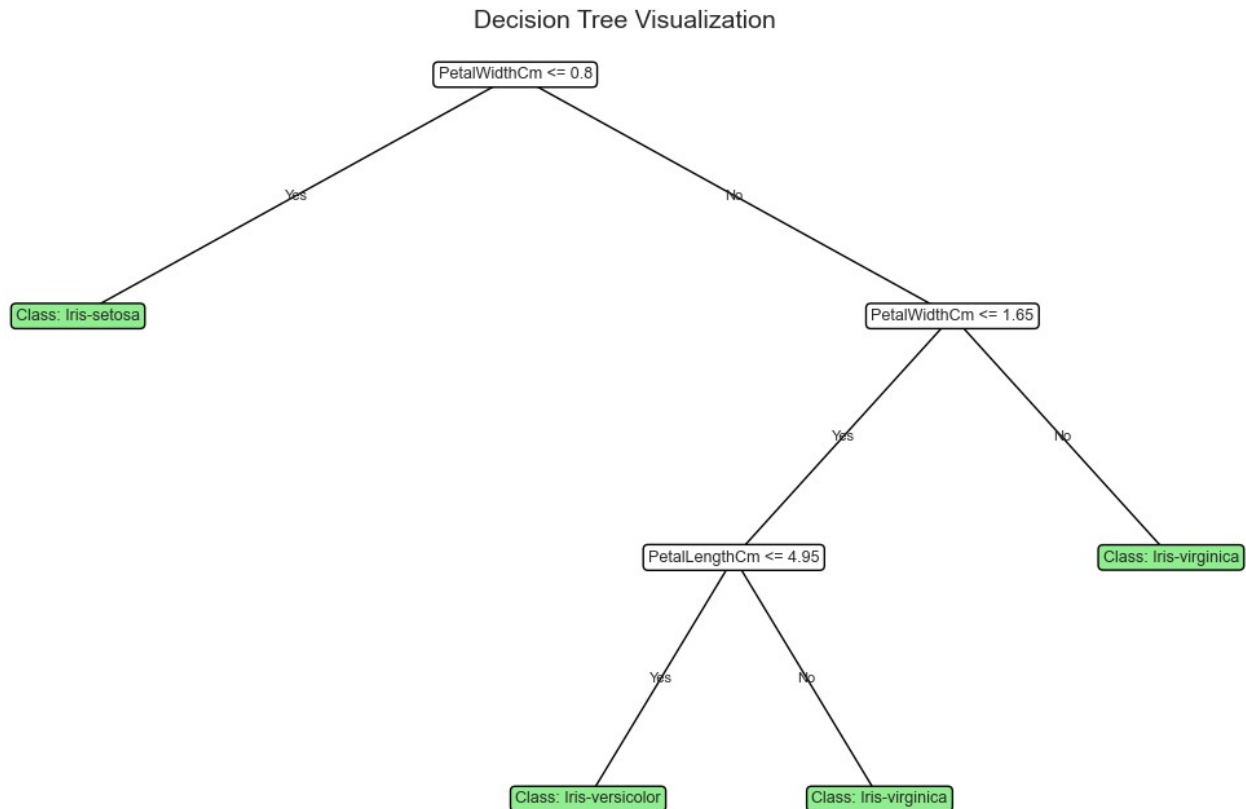 Decision Tree Visualization
PetalWidthCm <= 0.8
Yes
No
Class: Iris-setosa
PetalWidthCm <= 1.65
Yes
No
PetalLengthCm <= 4.95
Class: Iris-virginica
Yes
No
Class: Iris-versicolor
Class: Iris-virginica